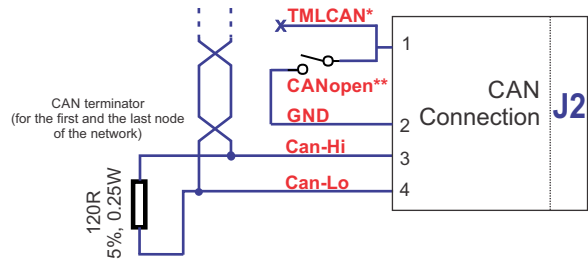 TMLCAN*
1
CANopen**
CAN
Connection
J2
CAN terminator
(for the first and the last node
of the network)
GND
2
Can-Hi
3
Can-Lo
4
120R
5%, 0.25W